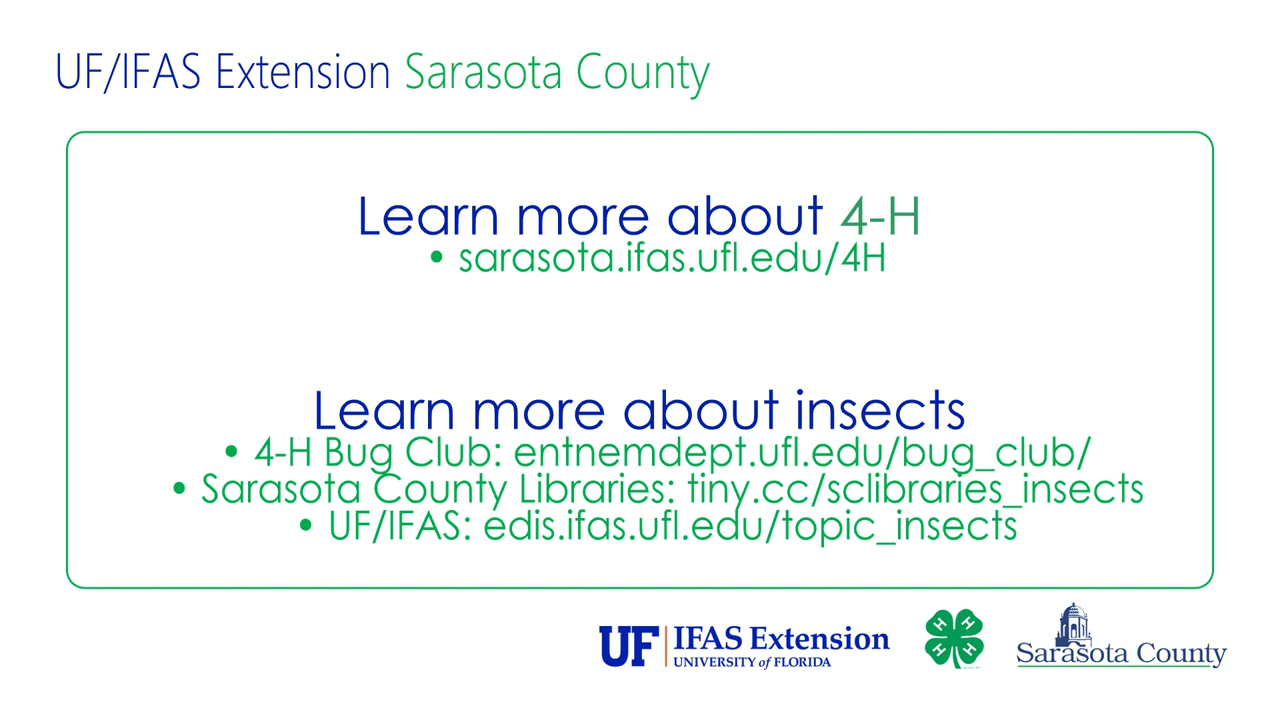 UF/IFAS Extension Sarasota County
Learn more about 4-H
• sarasota.ifas.ufl.edu/4H
Learn more about insects
• 4-H Bug Club: entnemdept.ufl.edu/bug_club/
• Sarasota County Libraries: tiny.cc/sclibraries_insects
• UF/IFAS: edis.ifas.ufl.edu/topic_insects
UF IFAS Extension
UNIVERSITY of FLORIDA
H H H H
Sarasota County